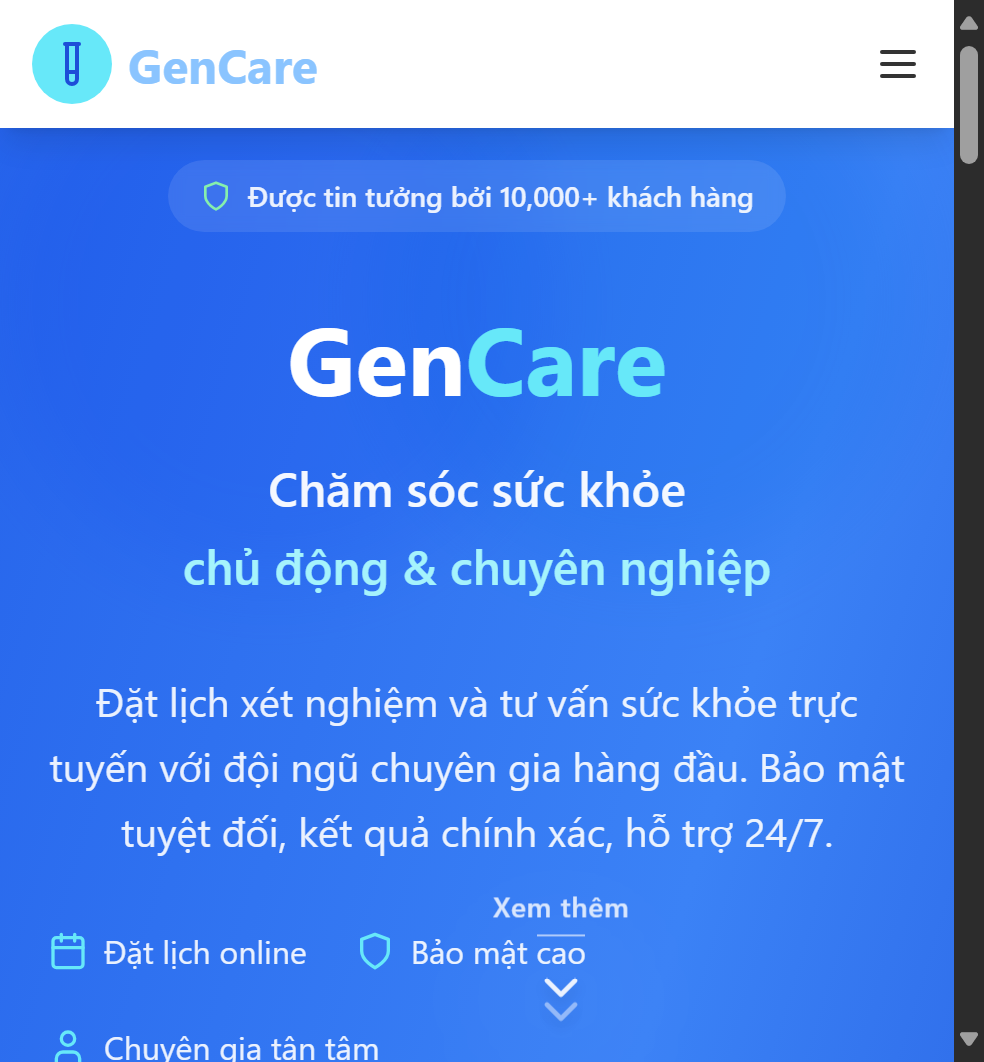 GenCare
Được tin tưởng bởi 10,000+ khách hàng
GenCare
Chăm sóc sức khỏe
chủ động & chuyên nghiệp
Đặt lịch xét nghiệm và tư vấn sức khỏe trực
tuyến với đội ngũ chuyên gia hàng đầu. Bảo mật
tuyệt đối, kết quả chính xác, hỗ trợ 24/7.
Xem thêm
Đặt lịch online
Bảo mật cao
Chuyên gia tận tâm